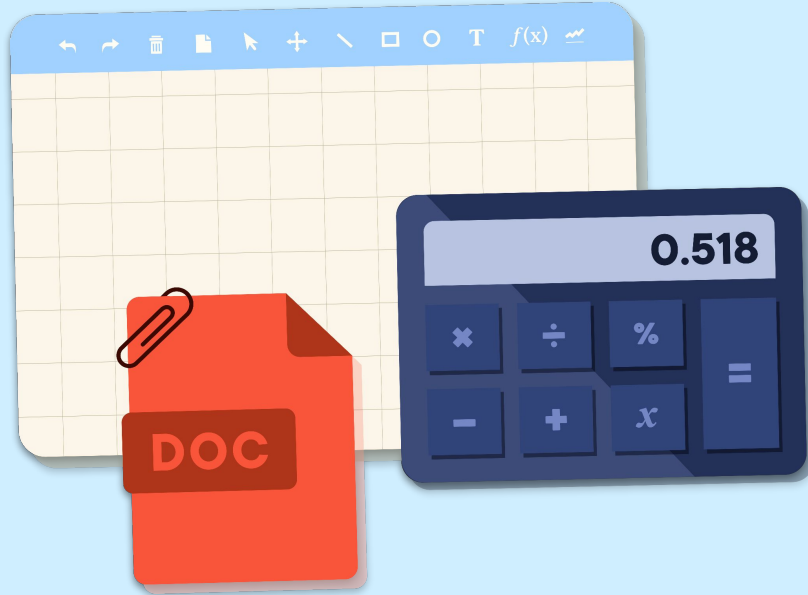 T f(x)
0.518
× ÷ %
=
− + x
DOC